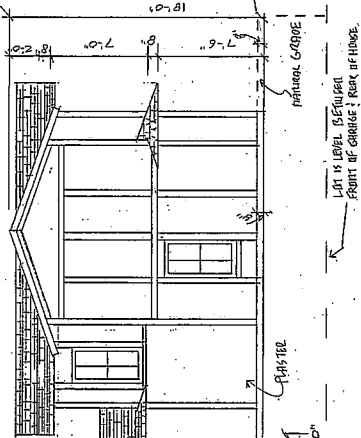 18'-0"
2'-0"
8"
7'-0"
8"
7'-6"
6"
NATURAL GRADE
LOT IS LEVEL BETWEEN
FRONT OF GARAGE & REAR OF HOUSE.
PLASTER